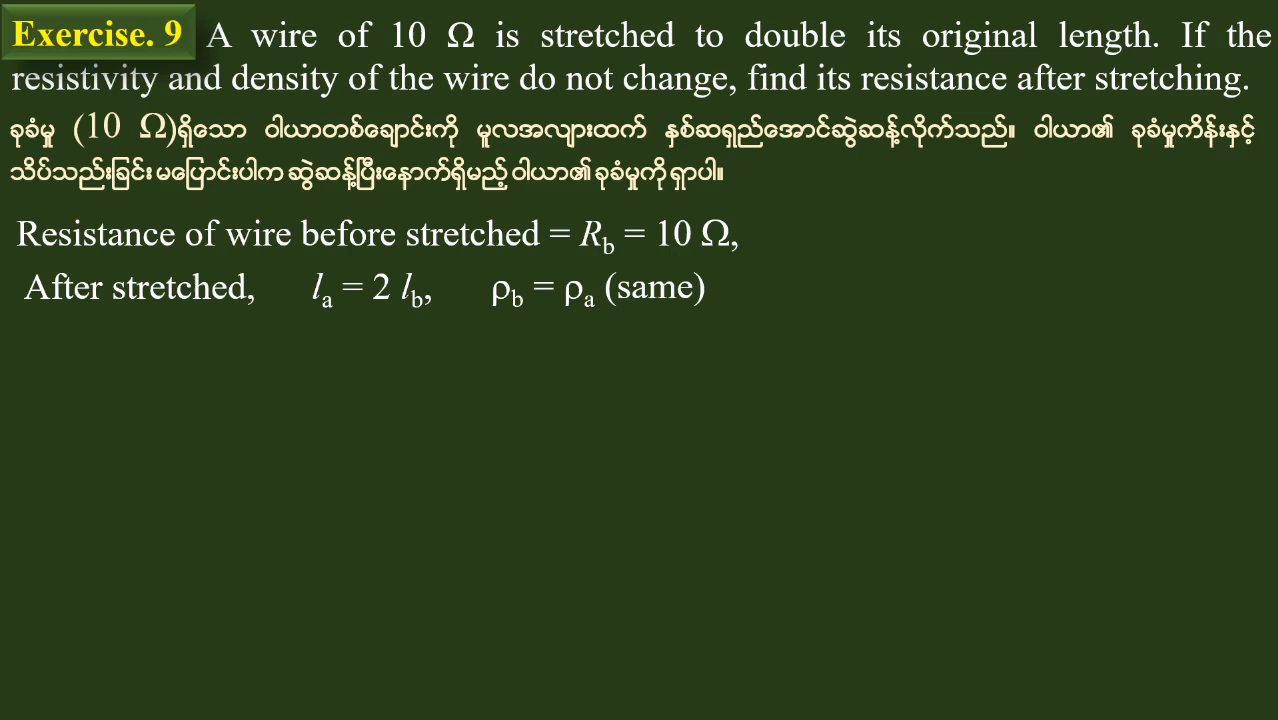 Exercise. 9 A wire of 10 Ω is stretched to double its original length. If the
resistivity and density of the wire do not change, find its resistance after stretching.
ခုခံမှု (10 Ω)ရှိသော ဝါယာတစ်ချောင်းကို မူလအလျားထက် နှစ်ဆရှည်အောင်ဆွဲဆန့်လိုက်သည်။ ဝါယာ၏ ခုခံမှုကိန်းနှင့်
သိပ်သည်းခြင်း မပြောင်းပါက ဆွဲဆန့်ပြီးနောက်ရှိမည့် ဝါယာ၏ ခုခံမှုကို ရှာပါ။
Resistance of wire before stretched = R_b = 10 Ω,
After stretched, l_a = 2 l_b, ρ_b = ρ_a (same)